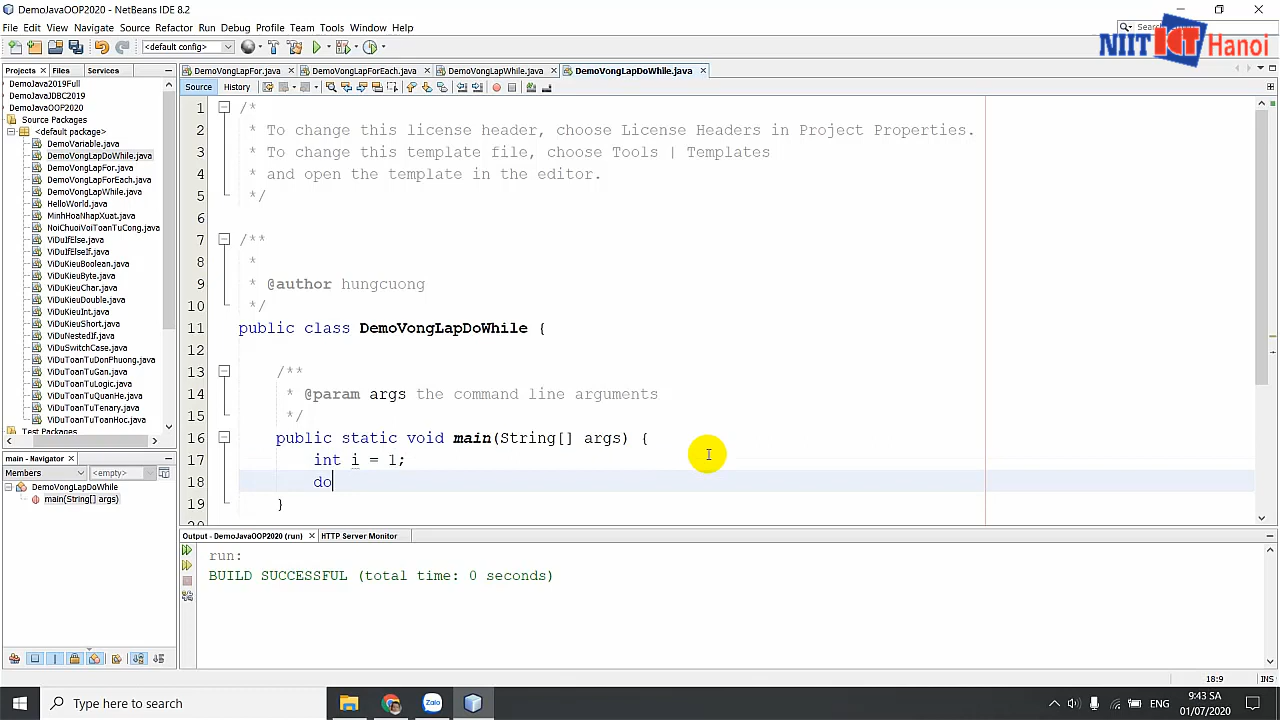 DemoJavaOOP2020 - NetBeans IDE 8.2
File Edit View Navigate Source Refactor Run Debug Profile Team Tools Window Help
NIIT ICT Hanoi
<default config>
Projects Files Services
DemoVongLapFor.java DemoVongLapForEach.java DemoVongLapWhile.java DemoVongLapDoWhile.java
Source History
DemoJava2019Full
DemoJavaJDBC2019
DemoJavaOOP2020
Source Packages
<default package>
DemoVariable.java
DemoVongLapDoWhile.java
DemoVongLapFor.java
DemoVongLapForEach.java
DemoVongLapWhile.java
HelloWorld.java
MinhHoaNhapXuat.java
NoiChuoiVoiToanTuCong.java
ViDuIfElse.java
ViDuIfElseIf.java
ViDuKieuBoolean.java
ViDuKieuByte.java
ViDuKieuChar.java
ViDuKieuDouble.java
ViDuKieuInt.java
ViDuKieuShort.java
ViDuNestedIf.java
ViDuSwitchCase.java
ViDuToanTuDonPhuong.java
ViDuToanTuGan.java
ViDuToanTuLogic.java
ViDuToanTuQuanHe.java
ViDuToanTuTenary.java
ViDuToanTuToanHoc.java
Test Packages
main - Navigator
Members <empty>
DemoVongLapDoWhile
main(String[] args)
1 /*
2 * To change this license header, choose License Headers in Project Properties.
3 * To change this template file, choose Tools | Templates
4 * and open the template in the editor.
5 */
6
7 /**
8 *
9 * @author hungcuong
10 */
11 public class DemoVongLapDoWhile {
12
13 /**
14 * @param args the command line arguments
15 */
16 public static void main(String[] args) {
17 int i = 1;
18 do
19 }
Output - DemoJavaOOP2020 (run) HTTP Server Monitor
run:
BUILD SUCCESSFUL (total time: 0 seconds)
18:9 INS
Type here to search
Zalo
ENG
9:43 SA
01/07/2020